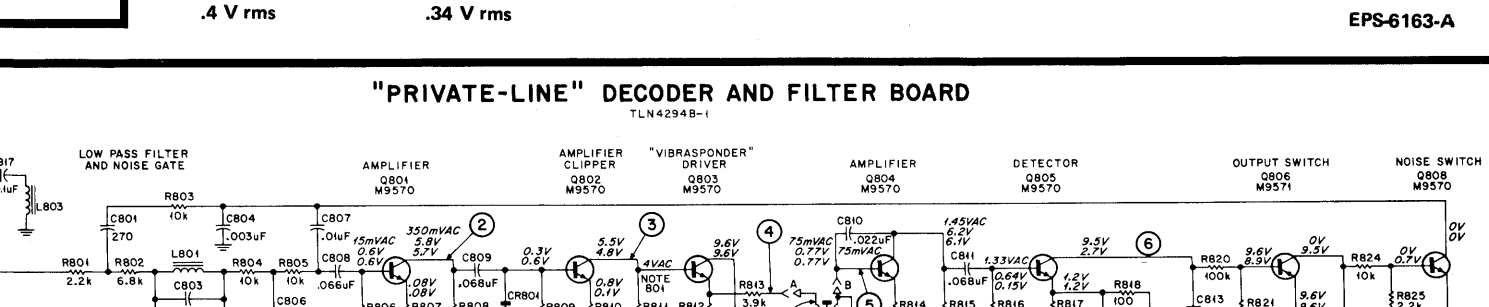 .4 V rms .34 V rms
EPS-6163-A
"PRIVATE-LINE" DECODER AND FILTER BOARD
TLN4294B-1
LOW PASS FILTER
AND NOISE GATE
AMPLIFIER
Q801
M9570
AMPLIFIER
CLIPPER
Q802
M9570
"VIBRASPONDER"
DRIVER
Q803
M9570
AMPLIFIER
Q804
M9570
DETECTOR
Q805
M9570
OUTPUT SWITCH
Q806
M9571
NOISE SWITCH
Q808
M9570
817
.1uF
L803
C801
270
R803
10k
C804
.003uF
C807
.01uF
R801
2.2k
R802
6.8k
L801
C803
R804
10k
R805
10k
C806
C808
.066uF
15mVAC
0.6V
0.6V
350mVAC
5.8V
5.7V
2
.08V
.08V
R806
R807
R808
C809
.068uF
CR801
0.3V
0.6V
R809
5.5V
4.8V
3
0.8V
0.1V
R810
4VAC
NOTE
801
R811
R812
9.6V
9.6V
4
R813
3.9k
A
B
75mVAC
0.77V
0.77V
C810
.022uF
75mVAC
5
R814
1.45VAC
6.2V
6.1V
C811
.068uF
R815
1.33VAC
0.64V
0.15V
R816
9.5V
2.7V
6
1.2V
1.2V
R817
R818
100
C813
R820
100k
9.6V
8.9V
R821
0V
9.5V
9.6V
9.6V
R824
10k
0V
0.7V
0V
0V
R825
2.2k